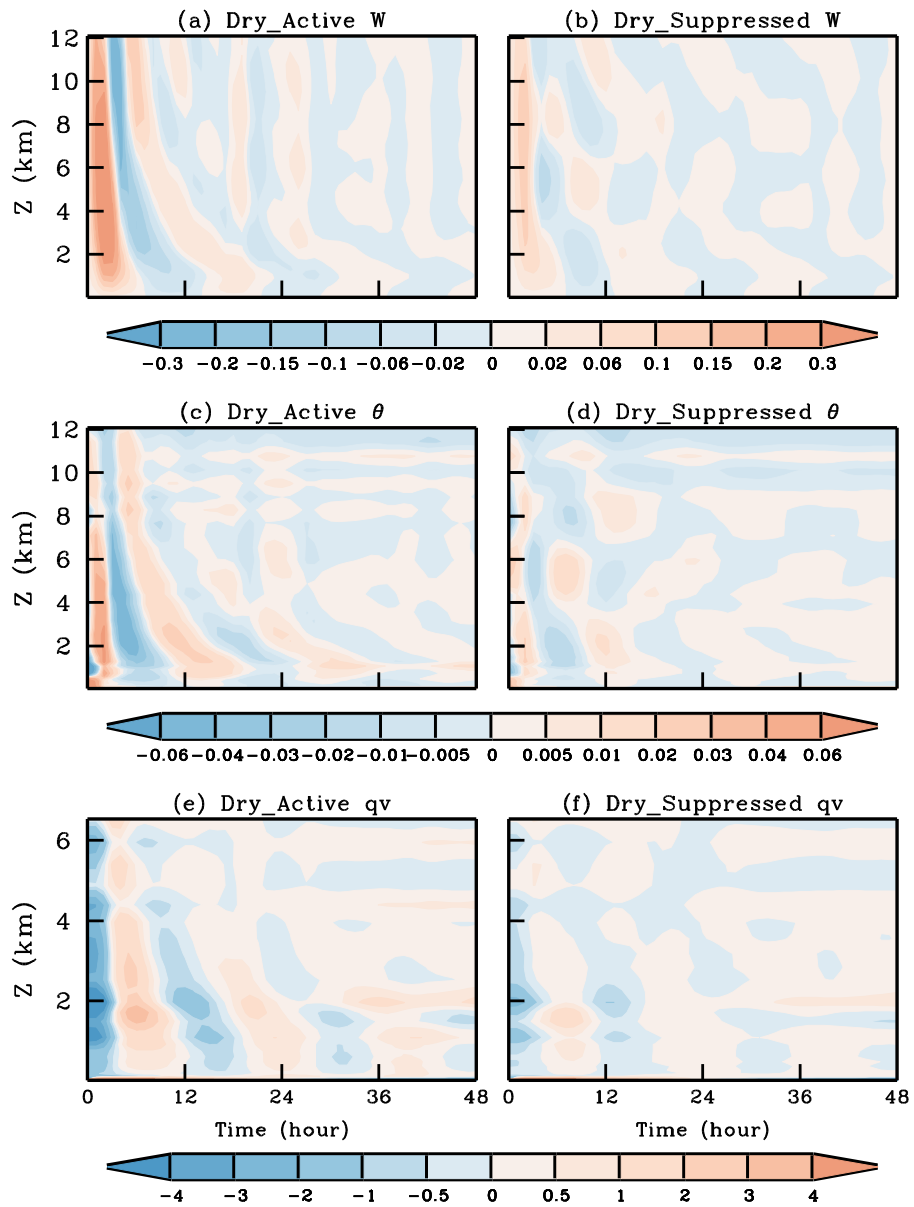 (a) Dry_Active W
(b) Dry_Suppressed W
12
10
8
6
4
2
Z (km)
-0.3 -0.2 -0.15 -0.1 -0.06 -0.02 0 0.02 0.06 0.1 0.15 0.2 0.3
(c) Dry_Active θ
(d) Dry_Suppressed θ
12
10
8
6
4
2
Z (km)
-0.06 -0.04 -0.03 -0.02 -0.01 -0.005 0 0.005 0.01 0.02 0.03 0.04 0.06
(e) Dry_Active qv
(f) Dry_Suppressed qv
6
4
2
Z (km)
0 12 24 36 0 12 24 36 48
Time (hour) Time (hour)
-4 -3 -2 -1 -0.5 0 0.5 1 2 3 4